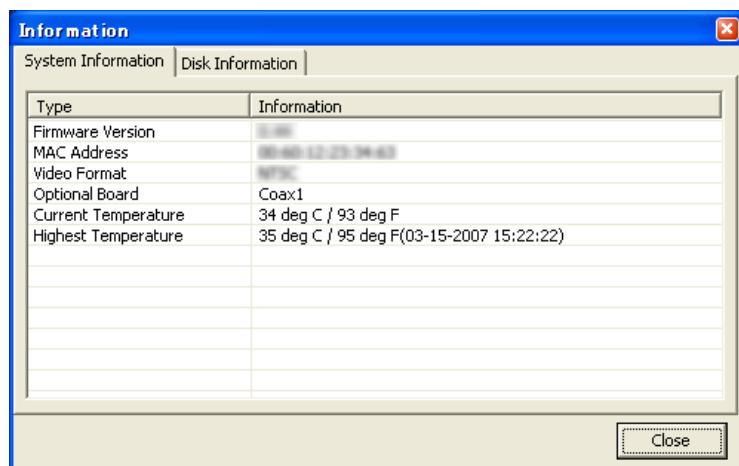 Information
System Information Disk Information
Type Information
Firmware Version
MAC Address
Video Format
Optional Board Coax1
Current Temperature 34 deg C / 93 deg F
Highest Temperature 35 deg C / 95 deg F(03-15-2007 15:22:22)
Close